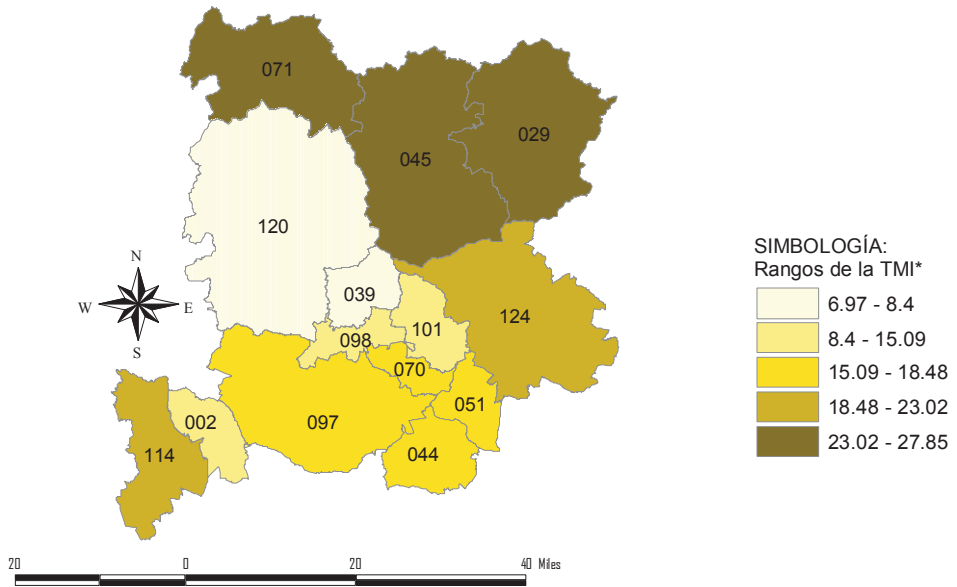 071
045
029
120
039
124
101
098
070
051
097
002
044
114
N
W
E
S
SIMBOLOGÍA:
Rangos de la TMI*
6.97 - 8.4
8.4 - 15.09
15.09 - 18.48
18.48 - 23.02
23.02 - 27.85
20 0 20 40 Miles